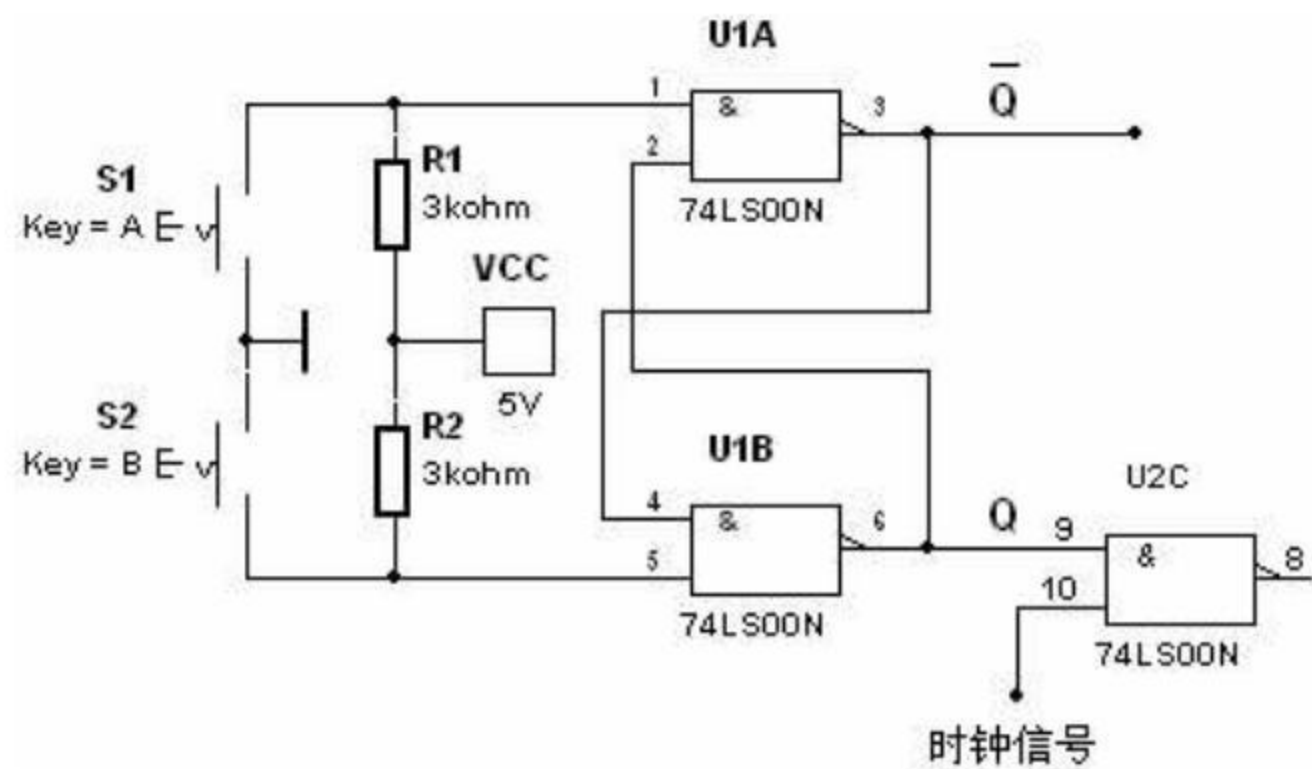 U1A
1
&
3
Q
2
74LS00N
S1
Key = A
R1
3kohm
VCC
5V
S2
Key = B
R2
3kohm
U1B
4
&
6
5
74LS00N
Q
U2C
9
&
8
10
74LS00N
时钟信号